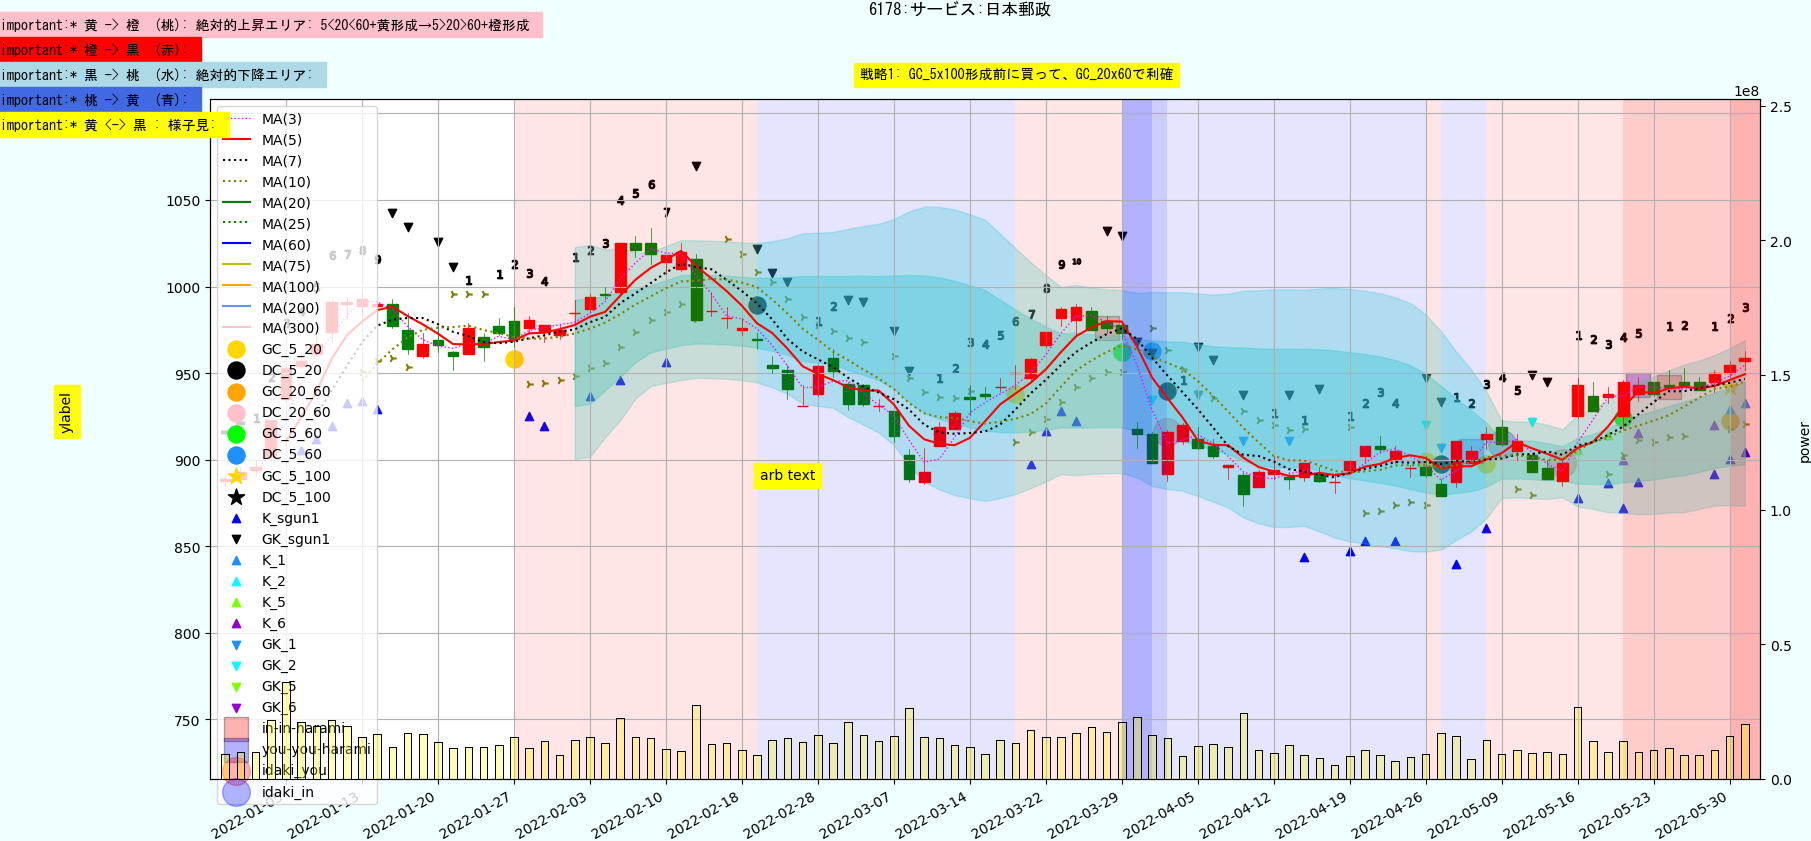 6178:サービス:日本郵政
important:* 黄 -> 橙 (桃): 絶対的上昇エリア: 5<20<60+黄形成→5>20>60+橙形成
important:* 橙 -> 黒 (赤):
important:* 黒 -> 桃 (水): 絶対的下降エリア:
important:* 桃 -> 黄 (青):
important:* 黄 <-> 黒 : 様子見:
戦略1: GC_5x100形成前に買って、GC_20x60で利確
1e8
MA(3)
MA(5)
MA(7)
MA(10)
MA(20)
MA(25)
MA(60)
MA(75)
MA(100)
MA(200)
MA(300)
GC_5_20
DC_5_20
GC_20_60
DC_20_60
GC_5_60
DC_5_60
GC_5_100
DC_5_100
K_sgun1
GK_sgun1
K_1
K_2
K_5
K_6
GK_1
GK_2
GK_5
GK_6
in-in-harami
you-you-harami
idaki_you
idaki_in
1050
1000
950
900
850
800
750
ylabel
arb text
2.5
2.0
1.5
1.0
0.5
0.0
power
2022-01-05
2022-01-13
2022-01-20
2022-01-27
2022-02-03
2022-02-10
2022-02-18
2022-02-28
2022-03-07
2022-03-14
2022-03-22
2022-03-29
2022-04-05
2022-04-12
2022-04-19
2022-04-26
2022-05-09
2022-05-16
2022-05-23
2022-05-30